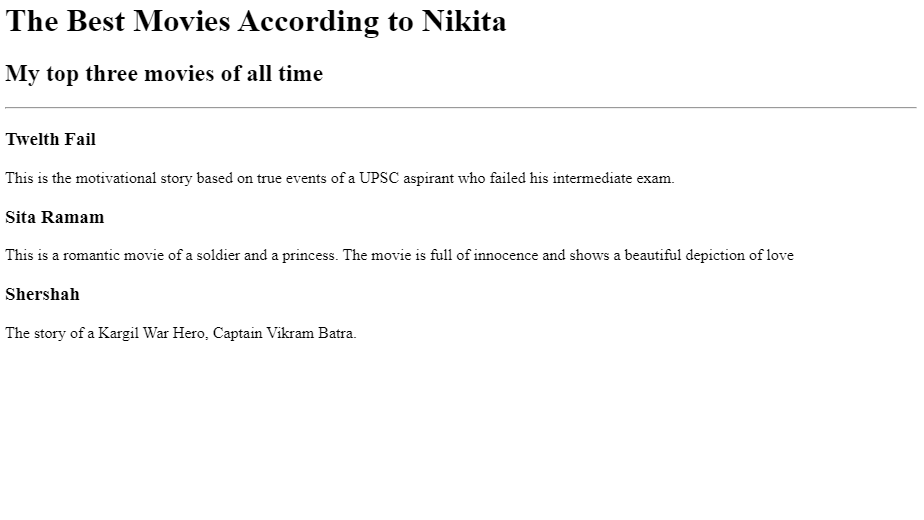 The Best Movies According to Nikita
My top three movies of all time
Twelth Fail
This is the motivational story based on true events of a UPSC aspirant who failed his intermediate exam.
Sita Ramam
This is a romantic movie of a soldier and a princess. The movie is full of innocence and shows a beautiful depiction of love
Shershah
The story of a Kargil War Hero, Captain Vikram Batra.